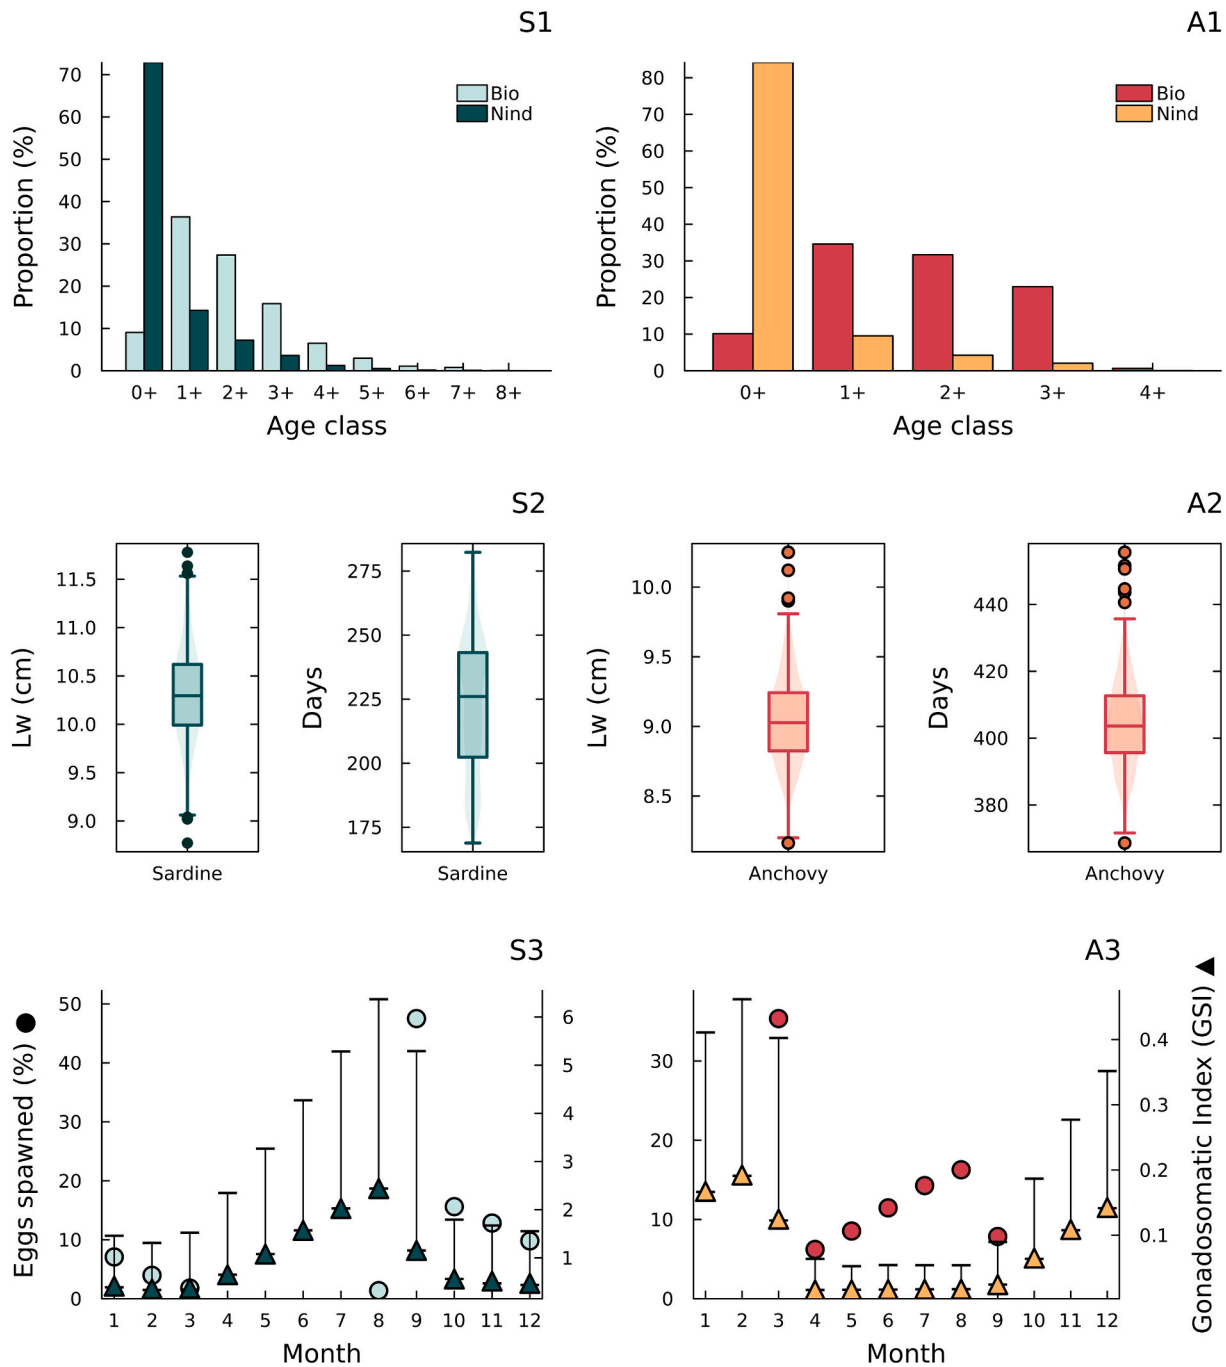 S1
A1
Proportion (%)
70
60
50
40
30
20
10
0
Bio
Nind
0+ 1+ 2+ 3+ 4+ 5+ 6+ 7+ 8+
Age class
Proportion (%)
80
70
60
50
40
30
20
10
0
Bio
Nind
0+ 1+ 2+ 3+ 4+
Age class
S2
A2
Lw (cm)
11.5
11.0
10.5
10.0
9.5
9.0
Sardine
Days
275
250
225
200
175
Sardine
Lw (cm)
10.0
9.5
9.0
8.5
Anchovy
Days
440
420
400
380
Anchovy
S3
A3
Eggs spawned (%)
50
40
30
20
10
0
6
5
4
3
2
1
1 2 3 4 5 6 7 8 9 10 11 12
Month
30
20
10
0
0.4
0.3
0.2
0.1
1 2 3 4 5 6 7 8 9 10 11 12
Month
Gonadosomatic Index (GSI)